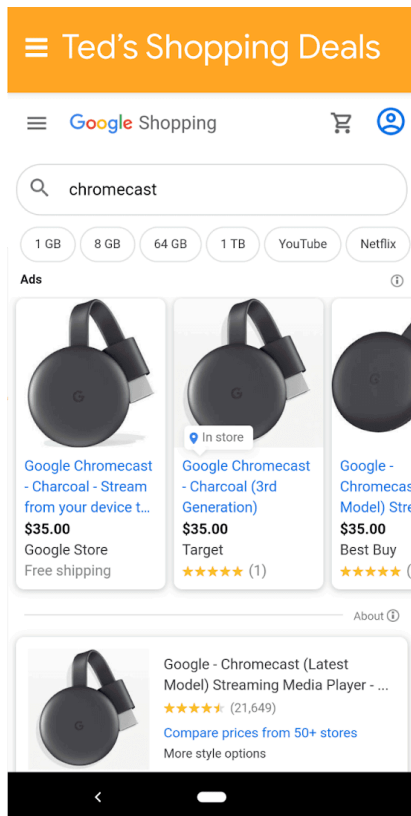 Ted's Shopping Deals
Google Shopping
chromecast
1 GB
8 GB
64 GB
1 TB
YouTube
Netflix
Ads
In store
Google Chromecast
- Charcoal - Stream
from your device t...
$35.00
Google Store
Free shipping
Google Chromecast
- Charcoal (3rd
Generation)
$35.00
Target
(1)
Google -
Chromecas
Model) Stre
$35.00
Best Buy
(
About
Google - Chromecast (Latest
Model) Streaming Media Player - ...
(21,649)
Compare prices from 50+ stores
More style options